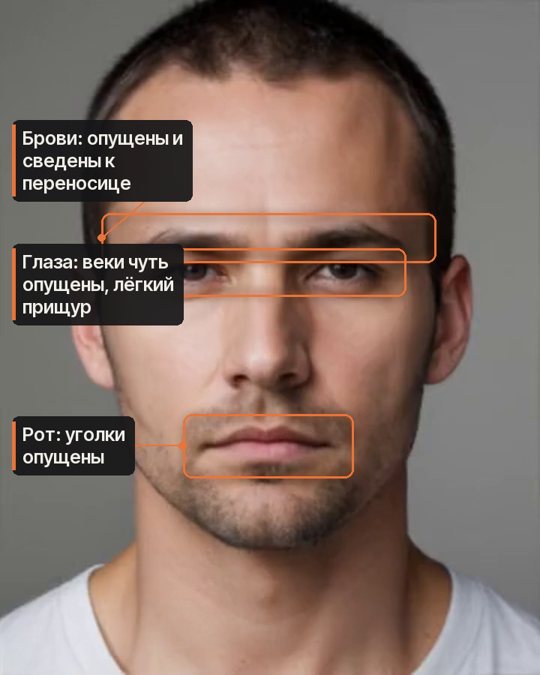 Брови: опущены и
сведены к
переносице
Глаза: веки чуть
опущены, лёгкий
прищур
Рот: уголки
опущены